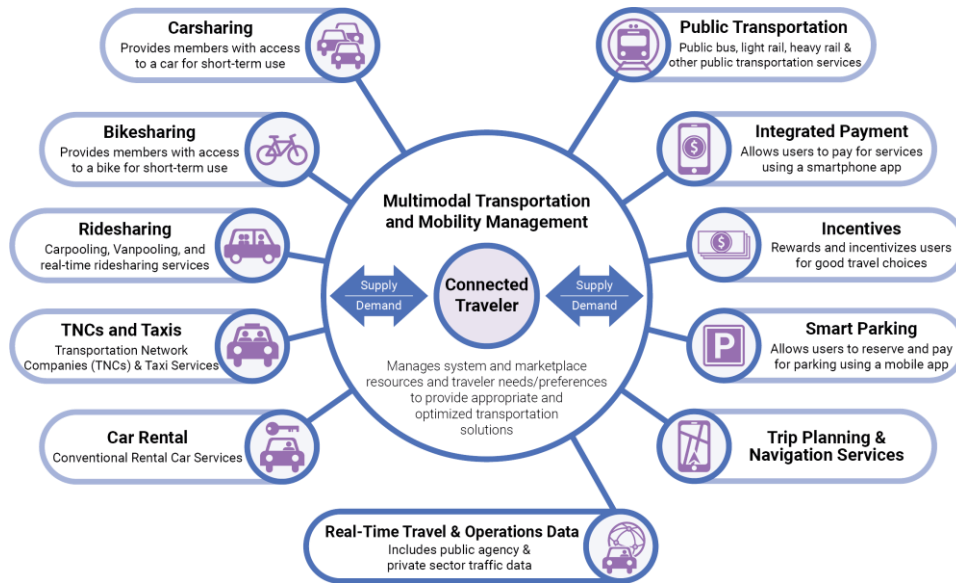 Carsharing
Provides members with access
to a car for short-term use
Bikesharing
Provides members with access
to a bike for short-term use
Ridesharing
Carpooling, Vanpooling, and
real-time ridesharing services
TNCs and Taxis
Transportation Network
Companies (TNCs) & Taxi Services
Car Rental
Conventional Rental Car Services
Multimodal Transportation
and Mobility Management
Supply
Demand
Connected
Traveler
Supply
Demand
Manages system and marketplace
resources and traveler needs/preferences
to provide appropriate and
optimized transportation
solutions
Public Transportation
Public bus, light rail, heavy rail &
other public transportation services
Integrated Payment
Allows users to pay for services
using a smartphone app
$
Incentives
Rewards and incentivizes users
for good travel choices
$
Smart Parking
Allows users to reserve and pay
for parking using a mobile app
P
Trip Planning &
Navigation Services
Real-Time Travel & Operations Data
Includes public agency &
private sector traffic data